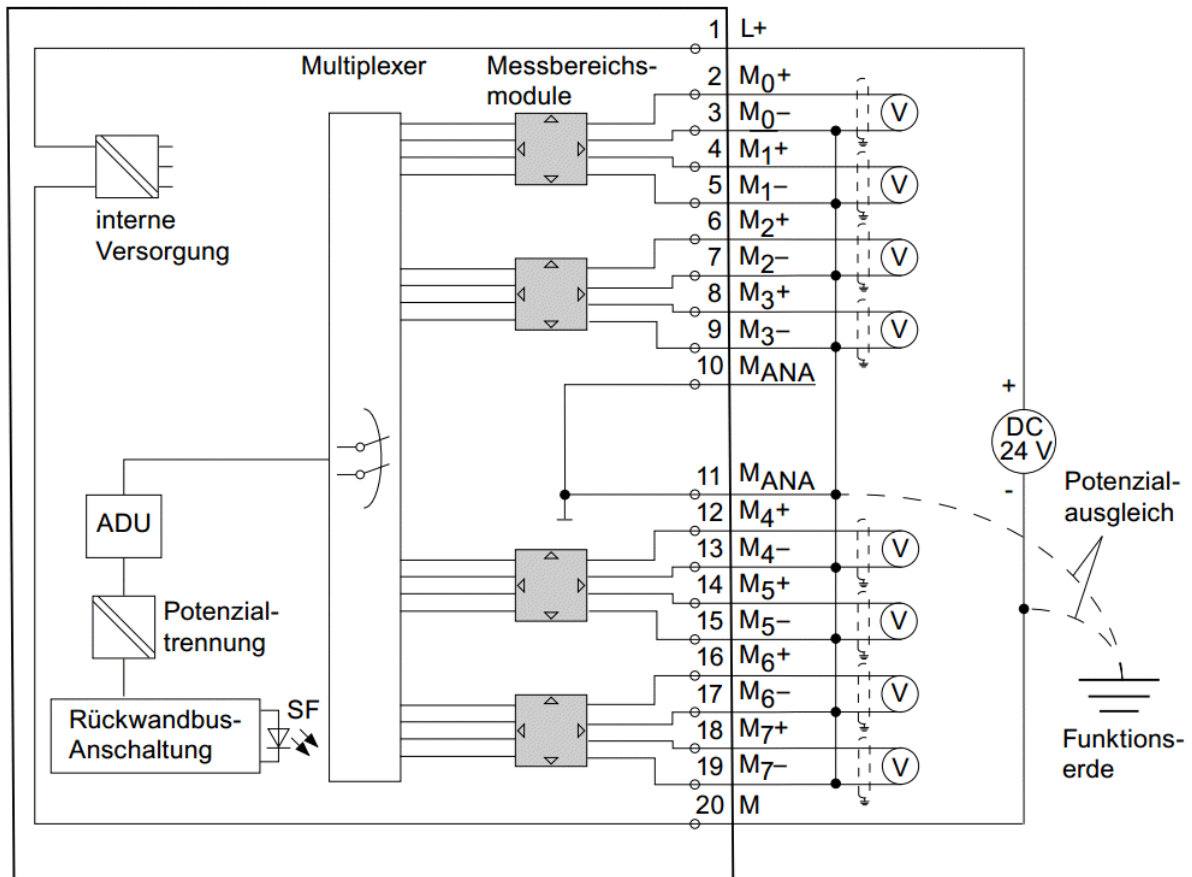 1 L+
Multiplexer
Messbereichs-
module
2 M0+
3 M0–
V
4 M1+
5 M1–
V
interne
Versorgung
6 M2+
7 M2–
V
8 M3+
9 M3–
V
10 MANA
+
DC
24 V
-
11 MANA
Potenzial-
ausgleich
ADU
12 M4+
13 M4–
V
14 M5+
15 M5–
V
Potenzial-
trennung
16 M6+
17 M6–
V
18 M7+
19 M7–
V
Rückwandbus-
Anschaltung
SF
Funktions-
erde
20 M